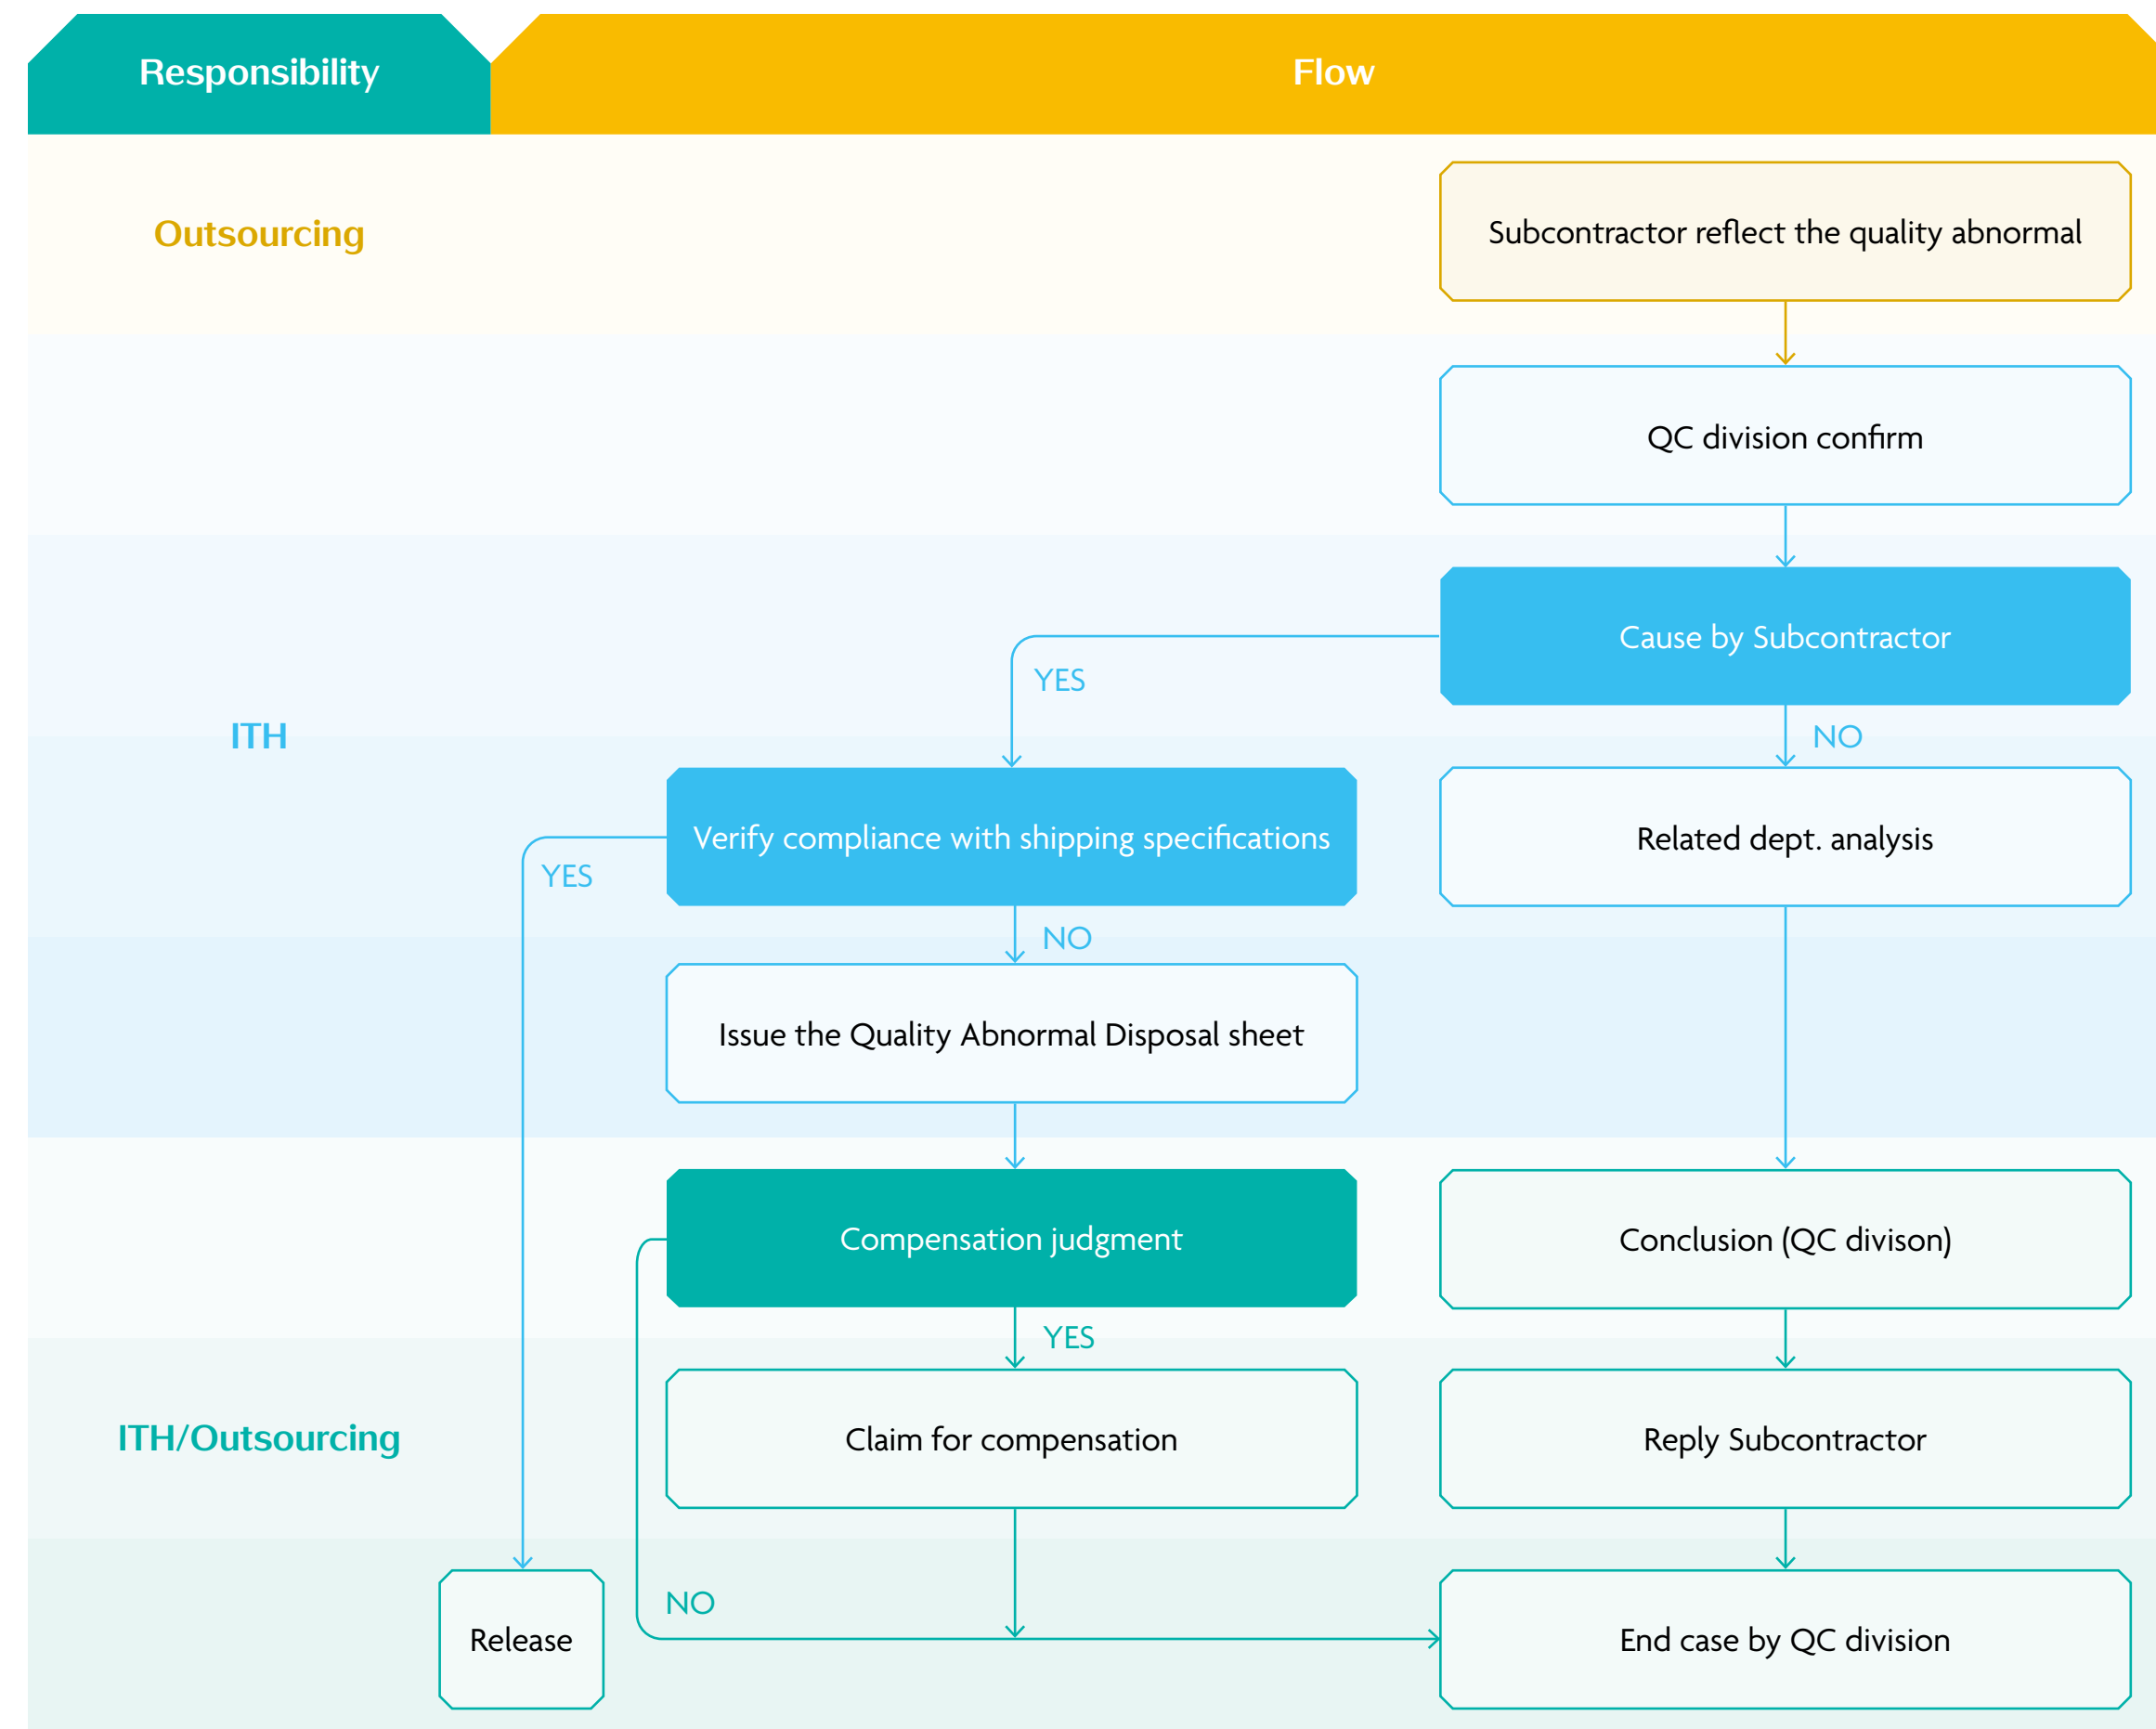 Responsibility
Flow
Outsourcing
Subcontractor reflect the quality abnormal
QC division confirm
Cause by Subcontractor
YES
NO
ITH
Verify compliance with shipping specifications
Related dept. analysis
YES
NO
Issue the Quality Abnormal Disposal sheet
Compensation judgment
Conclusion (QC divison)
YES
ITH/Outsourcing
Claim for compensation
Reply Subcontractor
NO
Release
End case by QC division